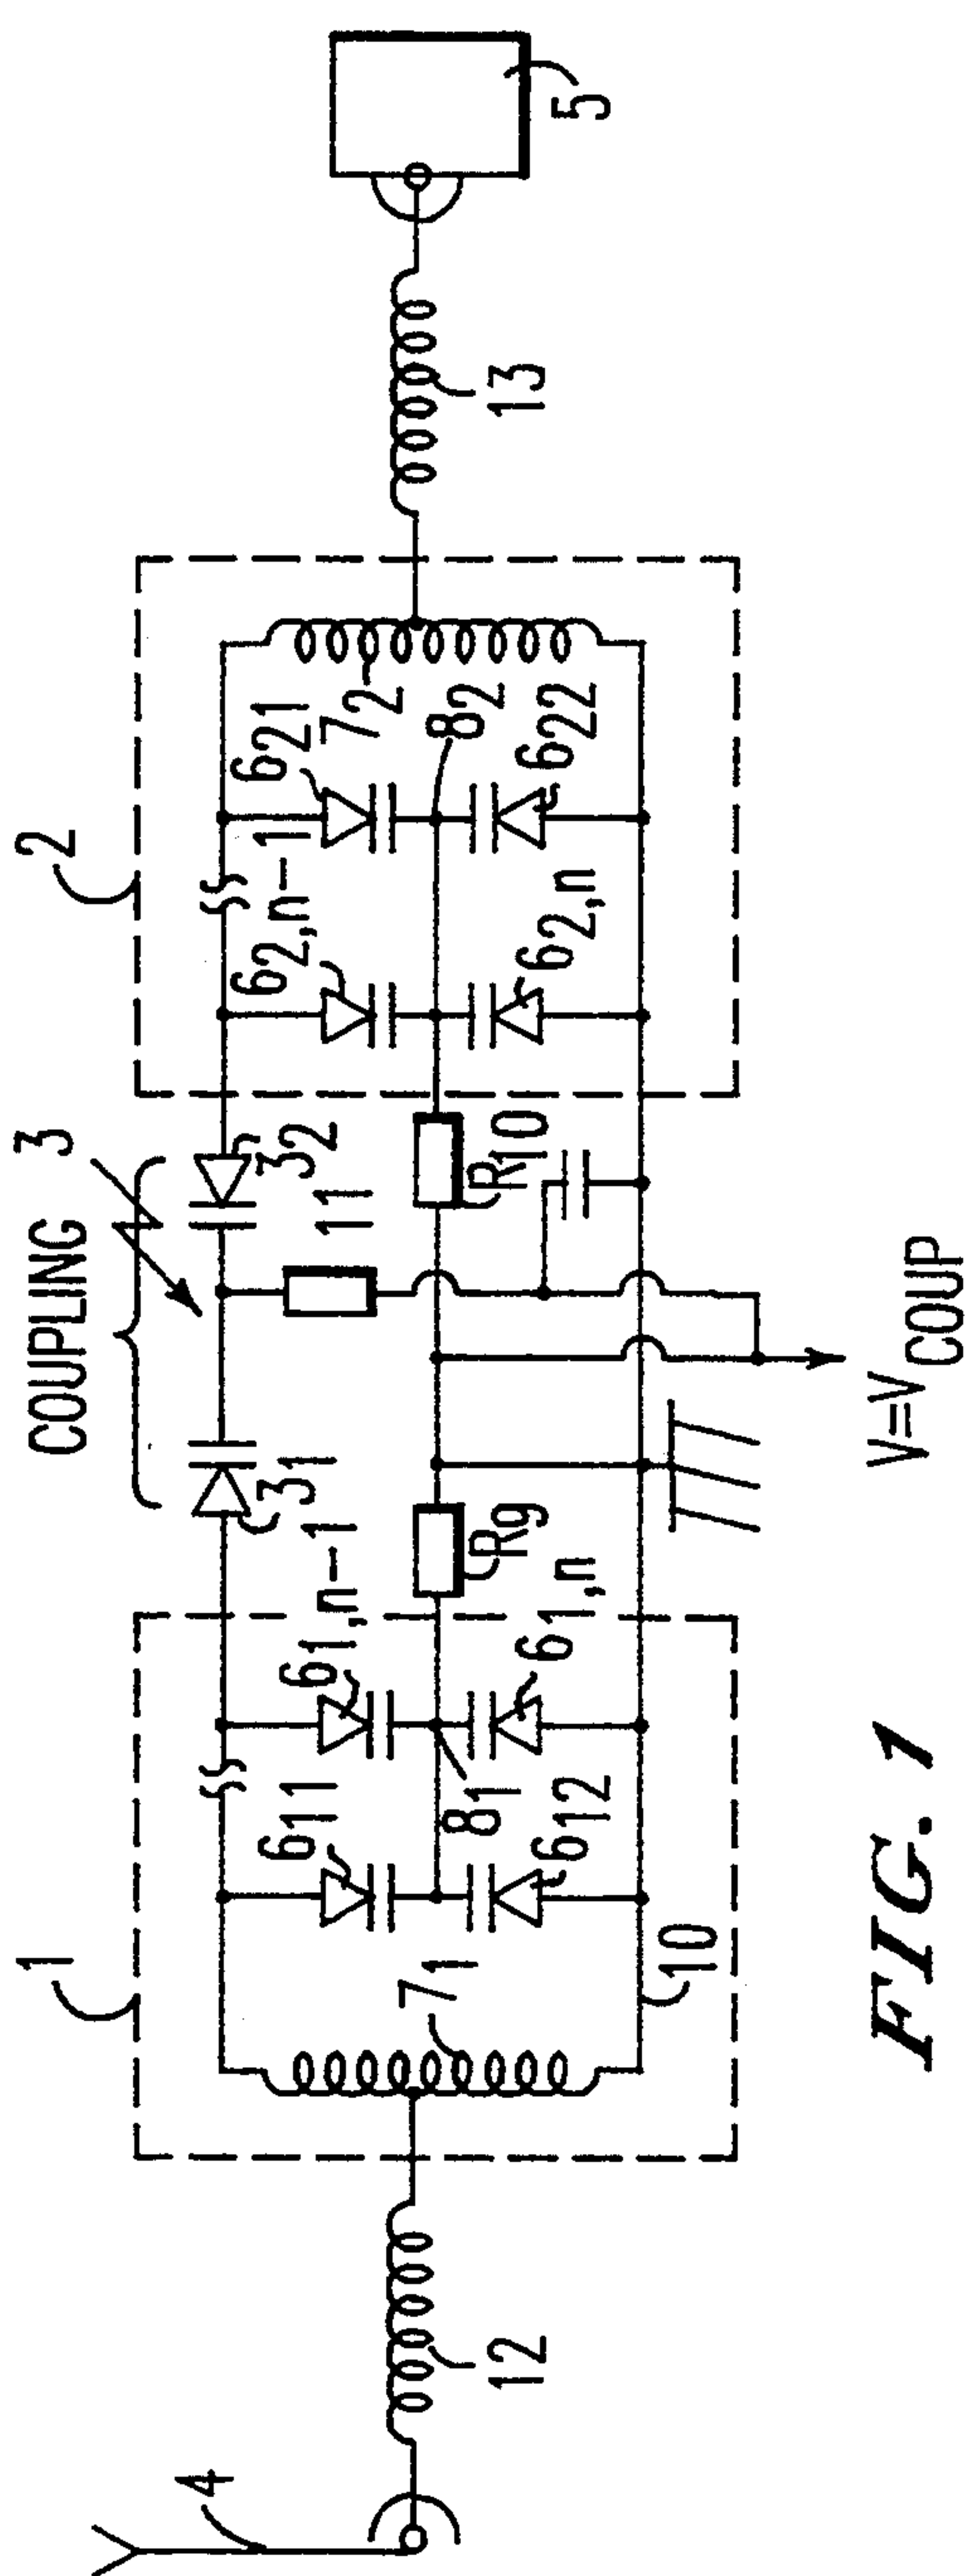 COUPLING
3
1
2
3₁
3₂
11
6₁₁
6₁,ₙ₋₁
6₂,ₙ₋₁
6₂₁
7₁
7₂
8₁
8₂
R₉
R₁₀
6₁₂
6₁,ₙ
6₂,ₙ
6₂₂
4
12
13
5
10
V=V COUP
FIG. 1